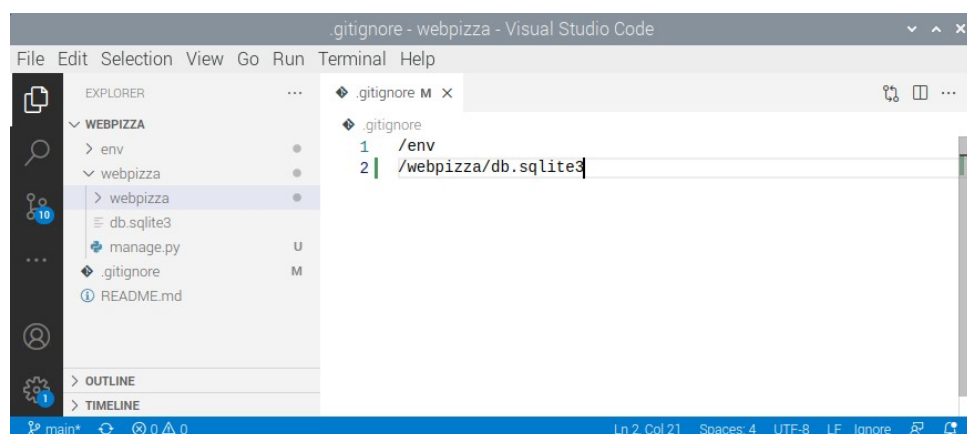 .gitignore - webpizza - Visual Studio Code
File Edit Selection View Go Run Terminal Help
EXPLORER
WEBPIZZA
env
webpizza
webpizza
db.sqlite3
manage.py U
.gitignore M
README.md
OUTLINE
TIMELINE
10
1
.gitignore M
.gitignore
1 /env
2 /webpizza/db.sqlite3
main* 0 0 Ln 2, Col 21 Spaces: 4 UTF-8 LF Ignore